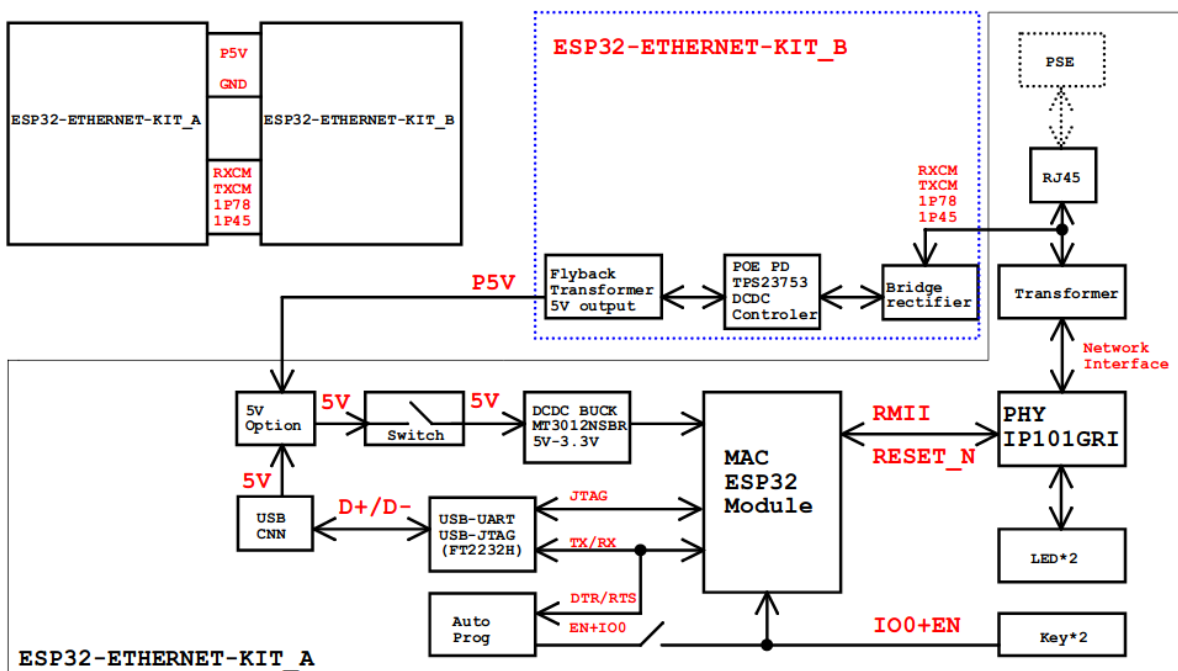 P5V
GND
ESP32-ETHERNET-KIT_A
ESP32-ETHERNET-KIT_B
RXCM
TXCM
1P78
1P45
ESP32-ETHERNET-KIT_B
PSE
RJ45
RXCM
TXCM
1P78
1P45
P5V
Flyback
Transformer
5V output
POE PD
TPS23753
DCDC
Controler
Bridge
rectifier
Transformer
Network
Interface
5V
Option
5V
Switch
5V
DCDC BUCK
MT3012NSBR
5V-3.3V
MAC
ESP32
Module
RMII
RESET_N
PHY
IP101GRI
5V
USB
CNN
D+/D-
USB-UART
USB-JTAG
(FT2232H)
JTAG
TX/RX
LED*2
DTR/RTS
Auto
Prog
EN+IO0
IO0+EN
Key*2
ESP32-ETHERNET-KIT_A